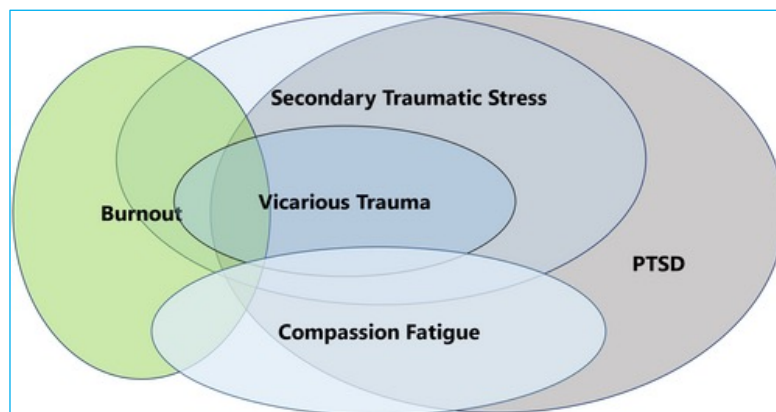 Secondary Traumatic Stress
Vicarious Trauma
Burnout
PTSD
Compassion Fatigue